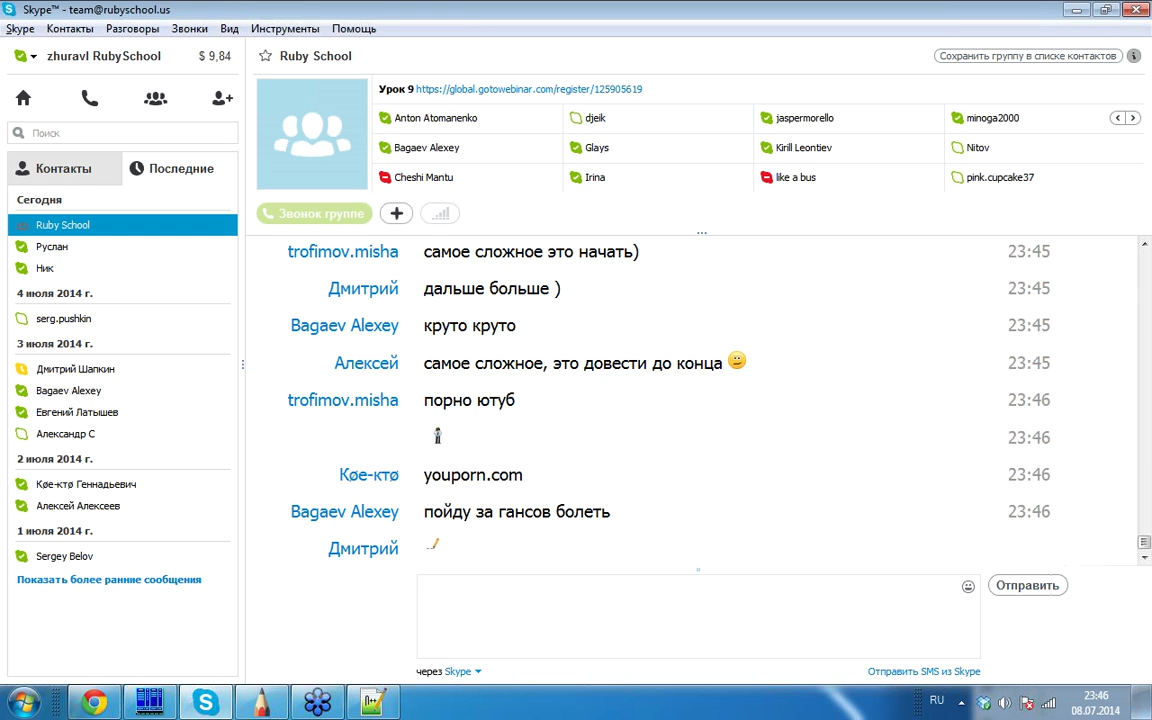 Skype™ - team@rubyschool.us
Skype Контакты Разговоры Звонки Вид Инструменты Помощь
zhuravl RubySchool $ 9,84
Ruby School
Сохранить группу в списке контактов
Поиск
Контакты Последние
Сегодня
Ruby School
Руслан
Ник
4 июля 2014 г.
serg.pushkin
3 июля 2014 г.
Дмитрий Шапкин
Bagaev Alexey
Евгений Латышев
Александр С
2 июля 2014 г.
Køe-ктø Геннадьевич
Алексей Алексеев
1 июля 2014 г.
Sergey Belov
Показать более ранние сообщения
Урок 9 https://global.gotowebinar.com/register/125905619
Anton Atomanenko djeik jaspermorello minoga2000
Bagaev Alexey Glays Kirill Leontiev Nitov
Cheshi Mantu Irina like a bus pink.cupcake37
Звонок группе
trofimov.misha самое сложное это начать) 23:45
Дмитрий дальше больше ) 23:45
Bagaev Alexey круто круто 23:45
Алексей самое сложное, это довести до конца 23:45
trofimov.misha порно ютуб 23:46
23:46
Køe-ктø youporn.com 23:46
Bagaev Alexey пойду за гансов болеть 23:46
Дмитрий
Отправить
через Skype
Отправить SMS из Skype
RU
23:46
08.07.2014